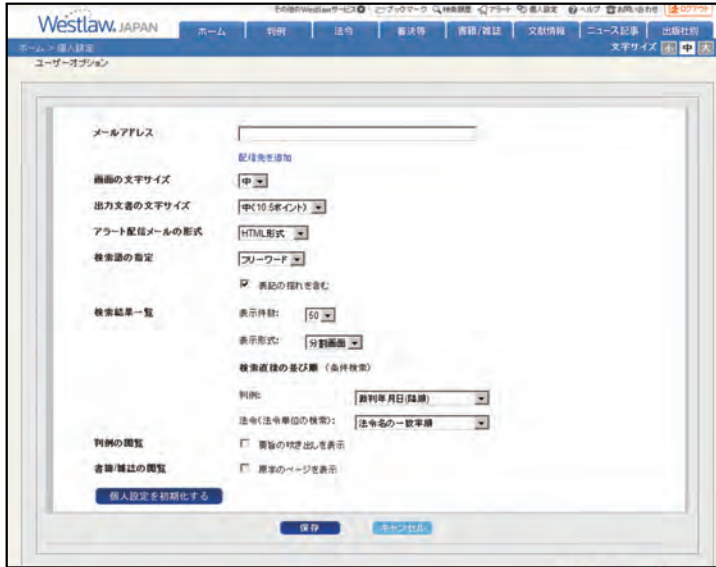 その他のWestlawサービス ブックマーク 検索履歴 アラート 個人設定 ヘルプ お問い合わせ ログアウト
Westlaw. JAPAN
ホーム 判例 法令 審決等 書籍/雑誌 文献情報 ニュース記事 出版社別
ホーム > 個人設定 文字サイズ 小 中 大
ユーザーオプション
メールアドレス
配信先を追加
画面の文字サイズ 中
出力文書の文字サイズ 中(10.5ポイント)
アラート配信メールの形式 HTML形式
検索語の指定 フリーワード
表記の揺れを含む
検索結果一覧 表示件数: 50
表示形式: 分割画面
検索直後の並び順 (条件検索)
判例: 裁判年月日(降順)
法令(法令単位の検索): 法令名の一致率順
判例の閲覧 要旨の吹き出しを表示
書籍/雑誌の閲覧 原本のページを表示
個人設定を初期化する
保存 キャンセル